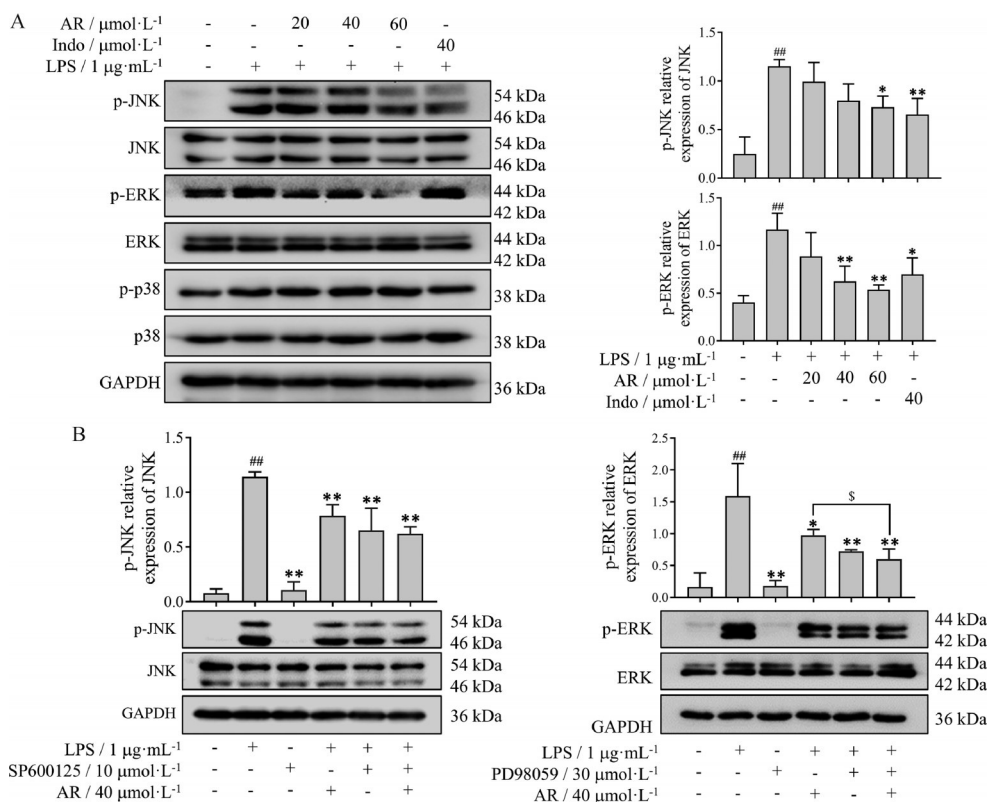 A
AR / μmol·L⁻¹ - - 20 40 60 -
Indo / μmol·L⁻¹ - - - - - 40
LPS / 1 μg·mL⁻¹ - + + + + +
p-JNK 54 kDa
46 kDa
JNK 54 kDa
46 kDa
p-ERK 44 kDa
42 kDa
ERK 44 kDa
42 kDa
p-p38 38 kDa
p38 38 kDa
GAPDH 36 kDa
p-JNK relative
expression of JNK
1.5
1.0
0.5
0.0
## * **
p-ERK relative
expression of ERK
1.5
1.0
0.5
0.0
## ** ** *
LPS / 1 μg·mL⁻¹ - + + + + +
AR / μmol·L⁻¹ - - 20 40 60 -
Indo / μmol·L⁻¹ - - - - - 40
B
p-JNK relative
expression of JNK
1.5
1.0
0.5
0.0
## ** ** ** **
p-JNK 54 kDa
46 kDa
JNK 54 kDa
46 kDa
GAPDH 36 kDa
LPS / 1 μg·mL⁻¹ - + - + + +
SP600125 / 10 μmol·L⁻¹ - - + - + +
AR / 40 μmol·L⁻¹ - - - + - +
p-ERK relative
expression of ERK
2.5
2.0
1.5
1.0
0.5
0.0
## ** * ** ** $
p-ERK 44 kDa
42 kDa
ERK 44 kDa
42 kDa
GAPDH 36 kDa
LPS / 1 μg·mL⁻¹ - + - + + +
PD98059 / 30 μmol·L⁻¹ - - + - + +
AR / 40 μmol·L⁻¹ - - - + - +